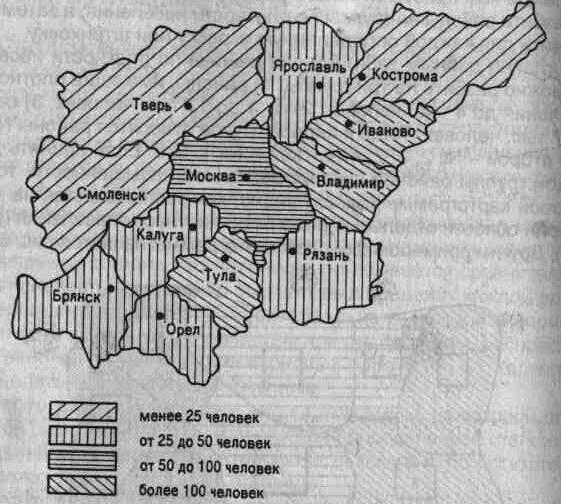 Ярославль
Кострома
Тверь
Иваново
Москва
Владимир
Смоленск
Калуга
Рязань
Тула
Брянск
Орел
менее 25 человек
от 25 до 50 человек
от 50 до 100 человек
более 100 человек